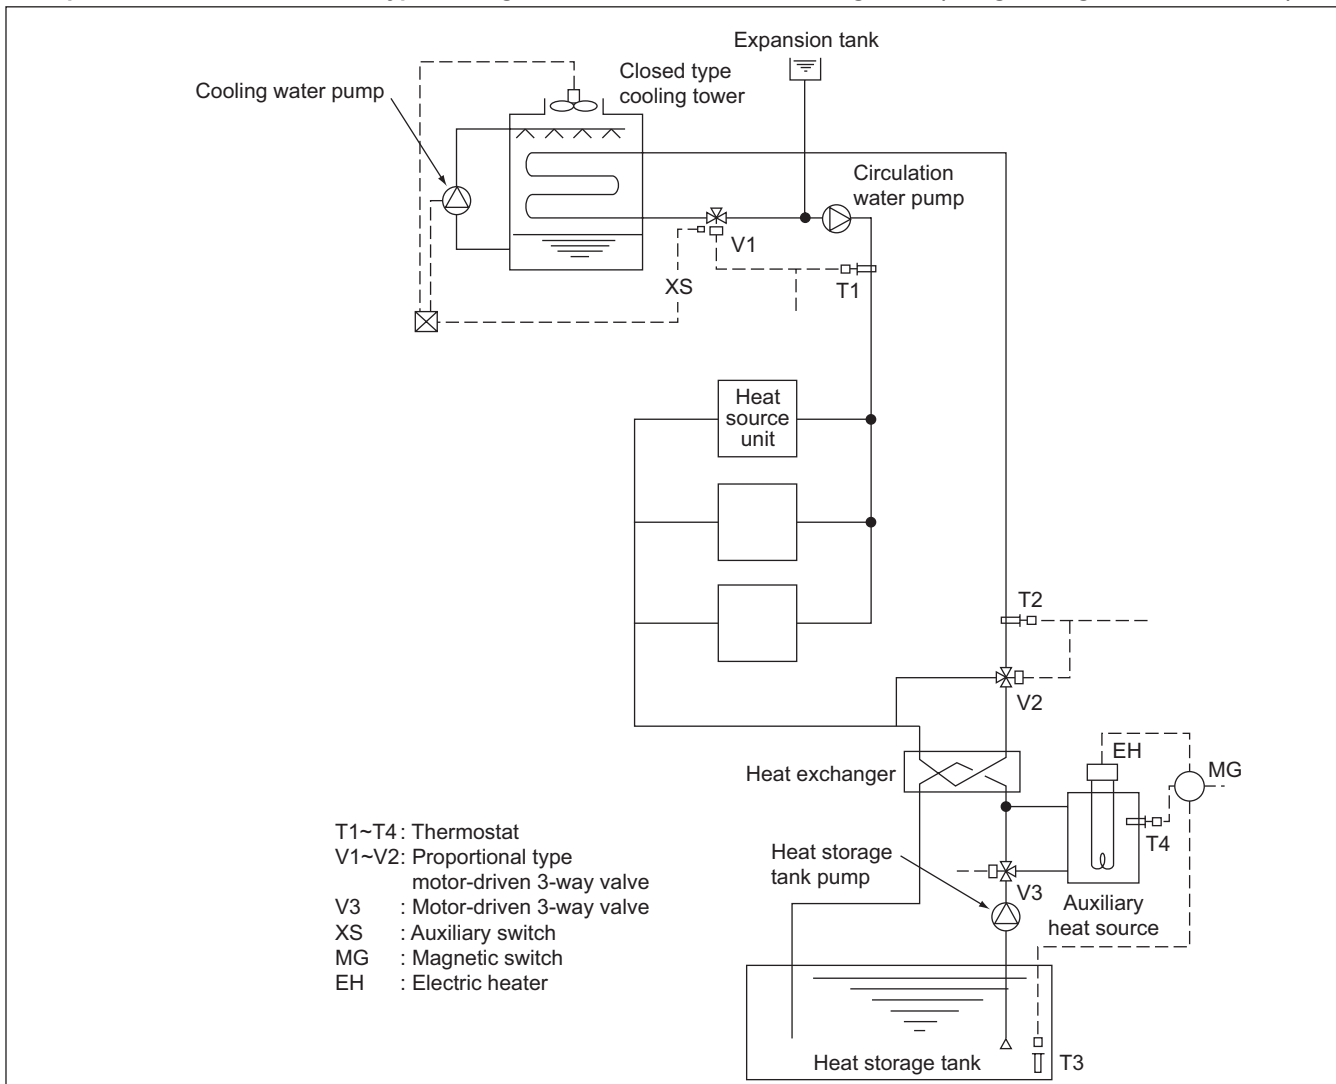 Expansion tank
Closed type
cooling tower
Cooling water pump
Circulation
water pump
V1
T1
XS
Heat
source
unit
T2
V2
Heat exchanger
EH
MG
T4
Heat storage
tank pump
V3
Auxiliary
heat source
T1~T4 : Thermostat
V1~V2: Proportional type
motor-driven 3-way valve
V3 : Motor-driven 3-way valve
XS : Auxiliary switch
MG : Magnetic switch
EH : Electric heater
Heat storage tank
T3